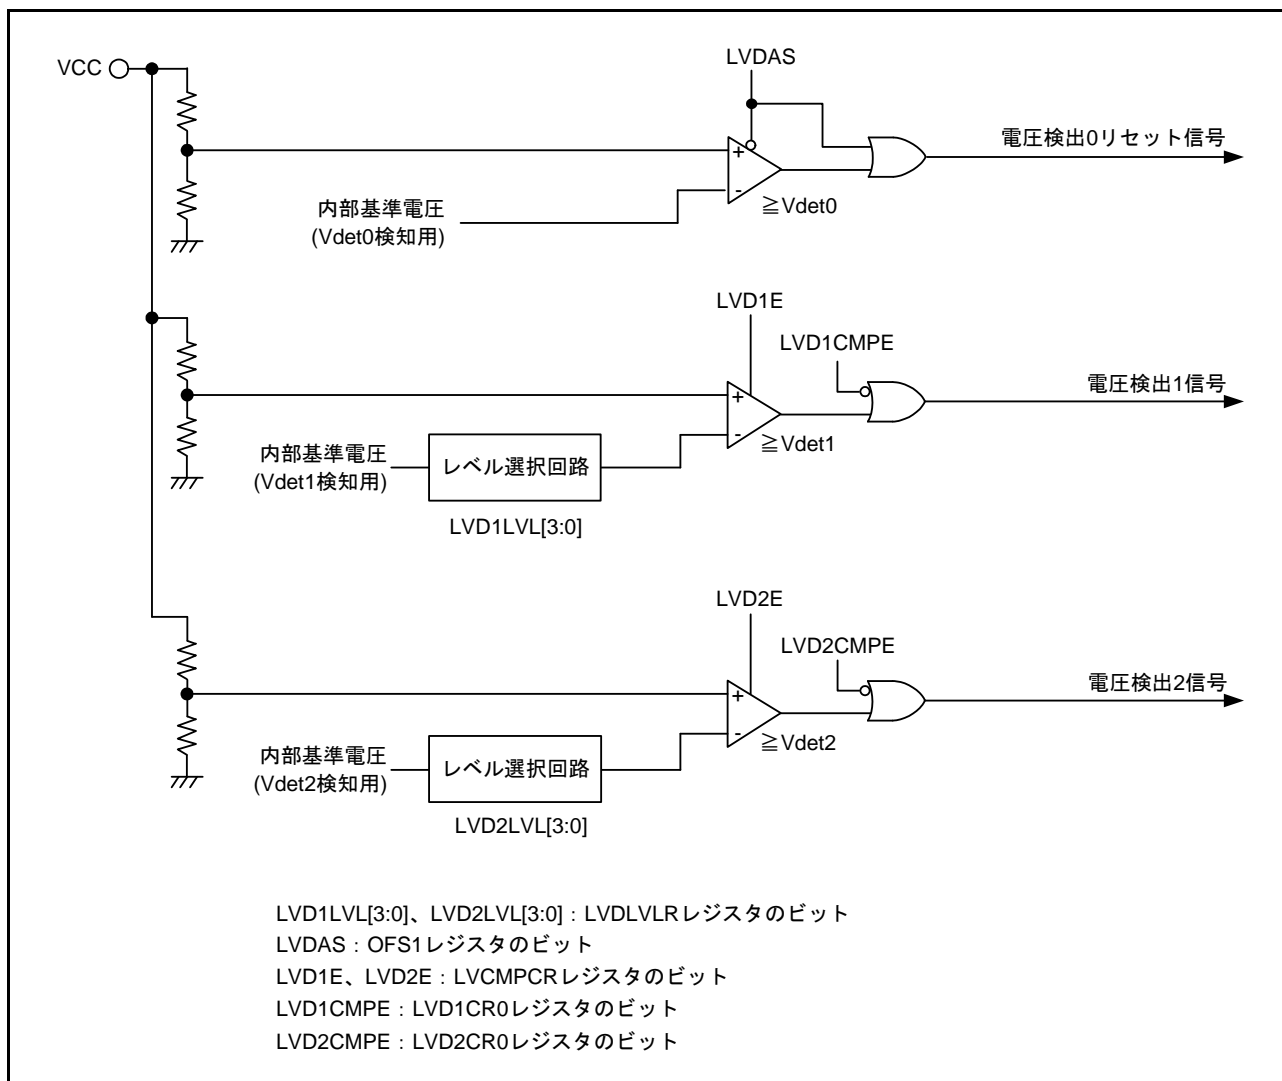 LVDAS
VCC
電圧検出0リセット信号
+
-
≧Vdet0
内部基準電圧
(Vdet0検知用)
LVD1E
LVD1CMPE
電圧検出1信号
+
-
≧Vdet1
内部基準電圧
(Vdet1検知用)
レベル選択回路
LVD1LVL[3:0]
LVD2E
LVD2CMPE
電圧検出2信号
+
-
≧Vdet2
内部基準電圧
(Vdet2検知用)
レベル選択回路
LVD2LVL[3:0]
LVD1LVL[3:0]、LVD2LVL[3:0]：LVDLVLRレジスタのビット
LVDAS：OFS1レジスタのビット
LVD1E、LVD2E：LVCMPCRレジスタのビット
LVD1CMPE：LVD1CR0レジスタのビット
LVD2CMPE：LVD2CR0レジスタのビット